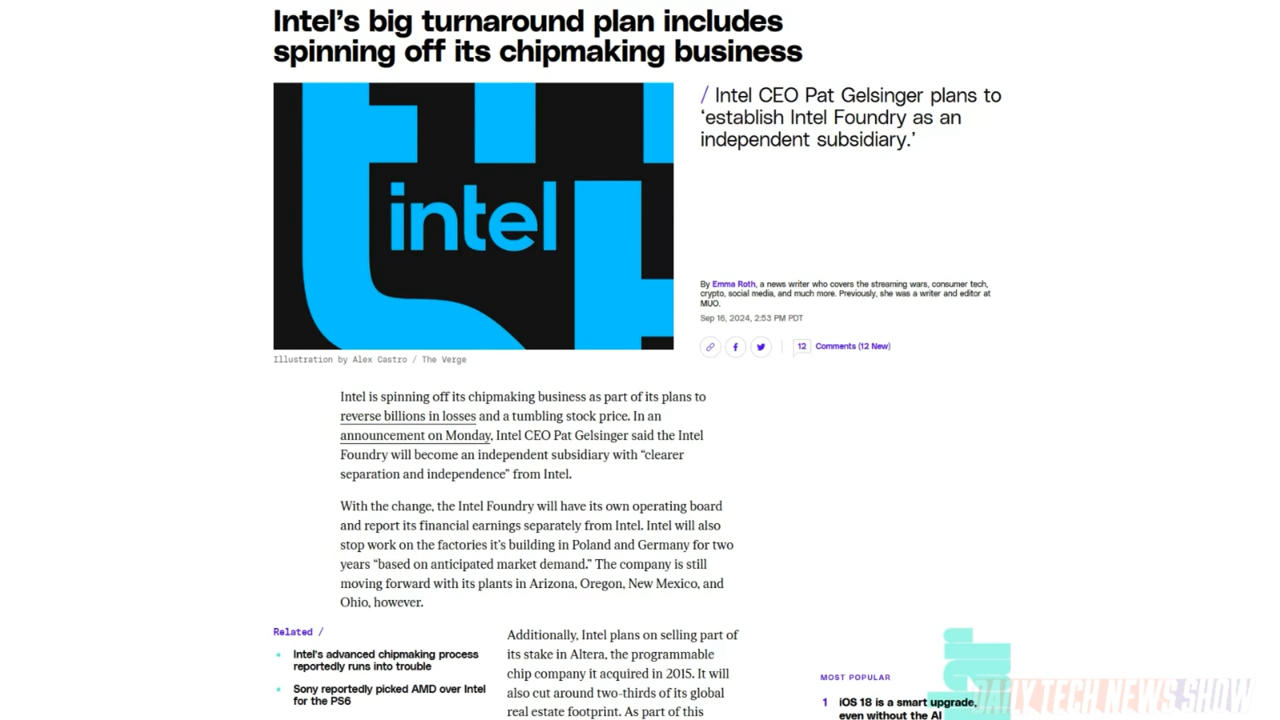 Intel's big turnaround plan includes
spinning off its chipmaking business
intel
/ Intel CEO Pat Gelsinger plans to
‘establish Intel Foundry as an
independent subsidiary.’
By Emma Roth, a news writer who covers the streaming wars, consumer tech,
crypto, social media, and much more. Previously, she was a writer and editor at
MUO.
Sep 16, 2024, 2:53 PM PDT
12 Comments (12 New)
Illustration by Alex Castro / The Verge
Intel is spinning off its chipmaking business as part of its plans to
reverse billions in losses and a tumbling stock price. In an
announcement on Monday, Intel CEO Pat Gelsinger said the Intel
Foundry will become an independent subsidiary with “clearer
separation and independence” from Intel.
With the change, the Intel Foundry will have its own operating board
and report its financial earnings separately from Intel. Intel will also
stop work on the factories it's building in Poland and Germany for two
years “based on anticipated market demand.” The company is still
moving forward with its plants in Arizona, Oregon, New Mexico, and
Ohio, however.
Related /
Intel's advanced chipmaking process
reportedly runs into trouble
Sony reportedly picked AMD over Intel
for the PS6
Additionally, Intel plans on selling part of
its stake in Altera, the programmable
chip company it acquired in 2015. It will
also cut around two-thirds of its global
real estate footprint. As part of this
MOST POPULAR
1 iOS 18 is a smart upgrade,
even without the AI
DAILY TECH NEWS SHOW